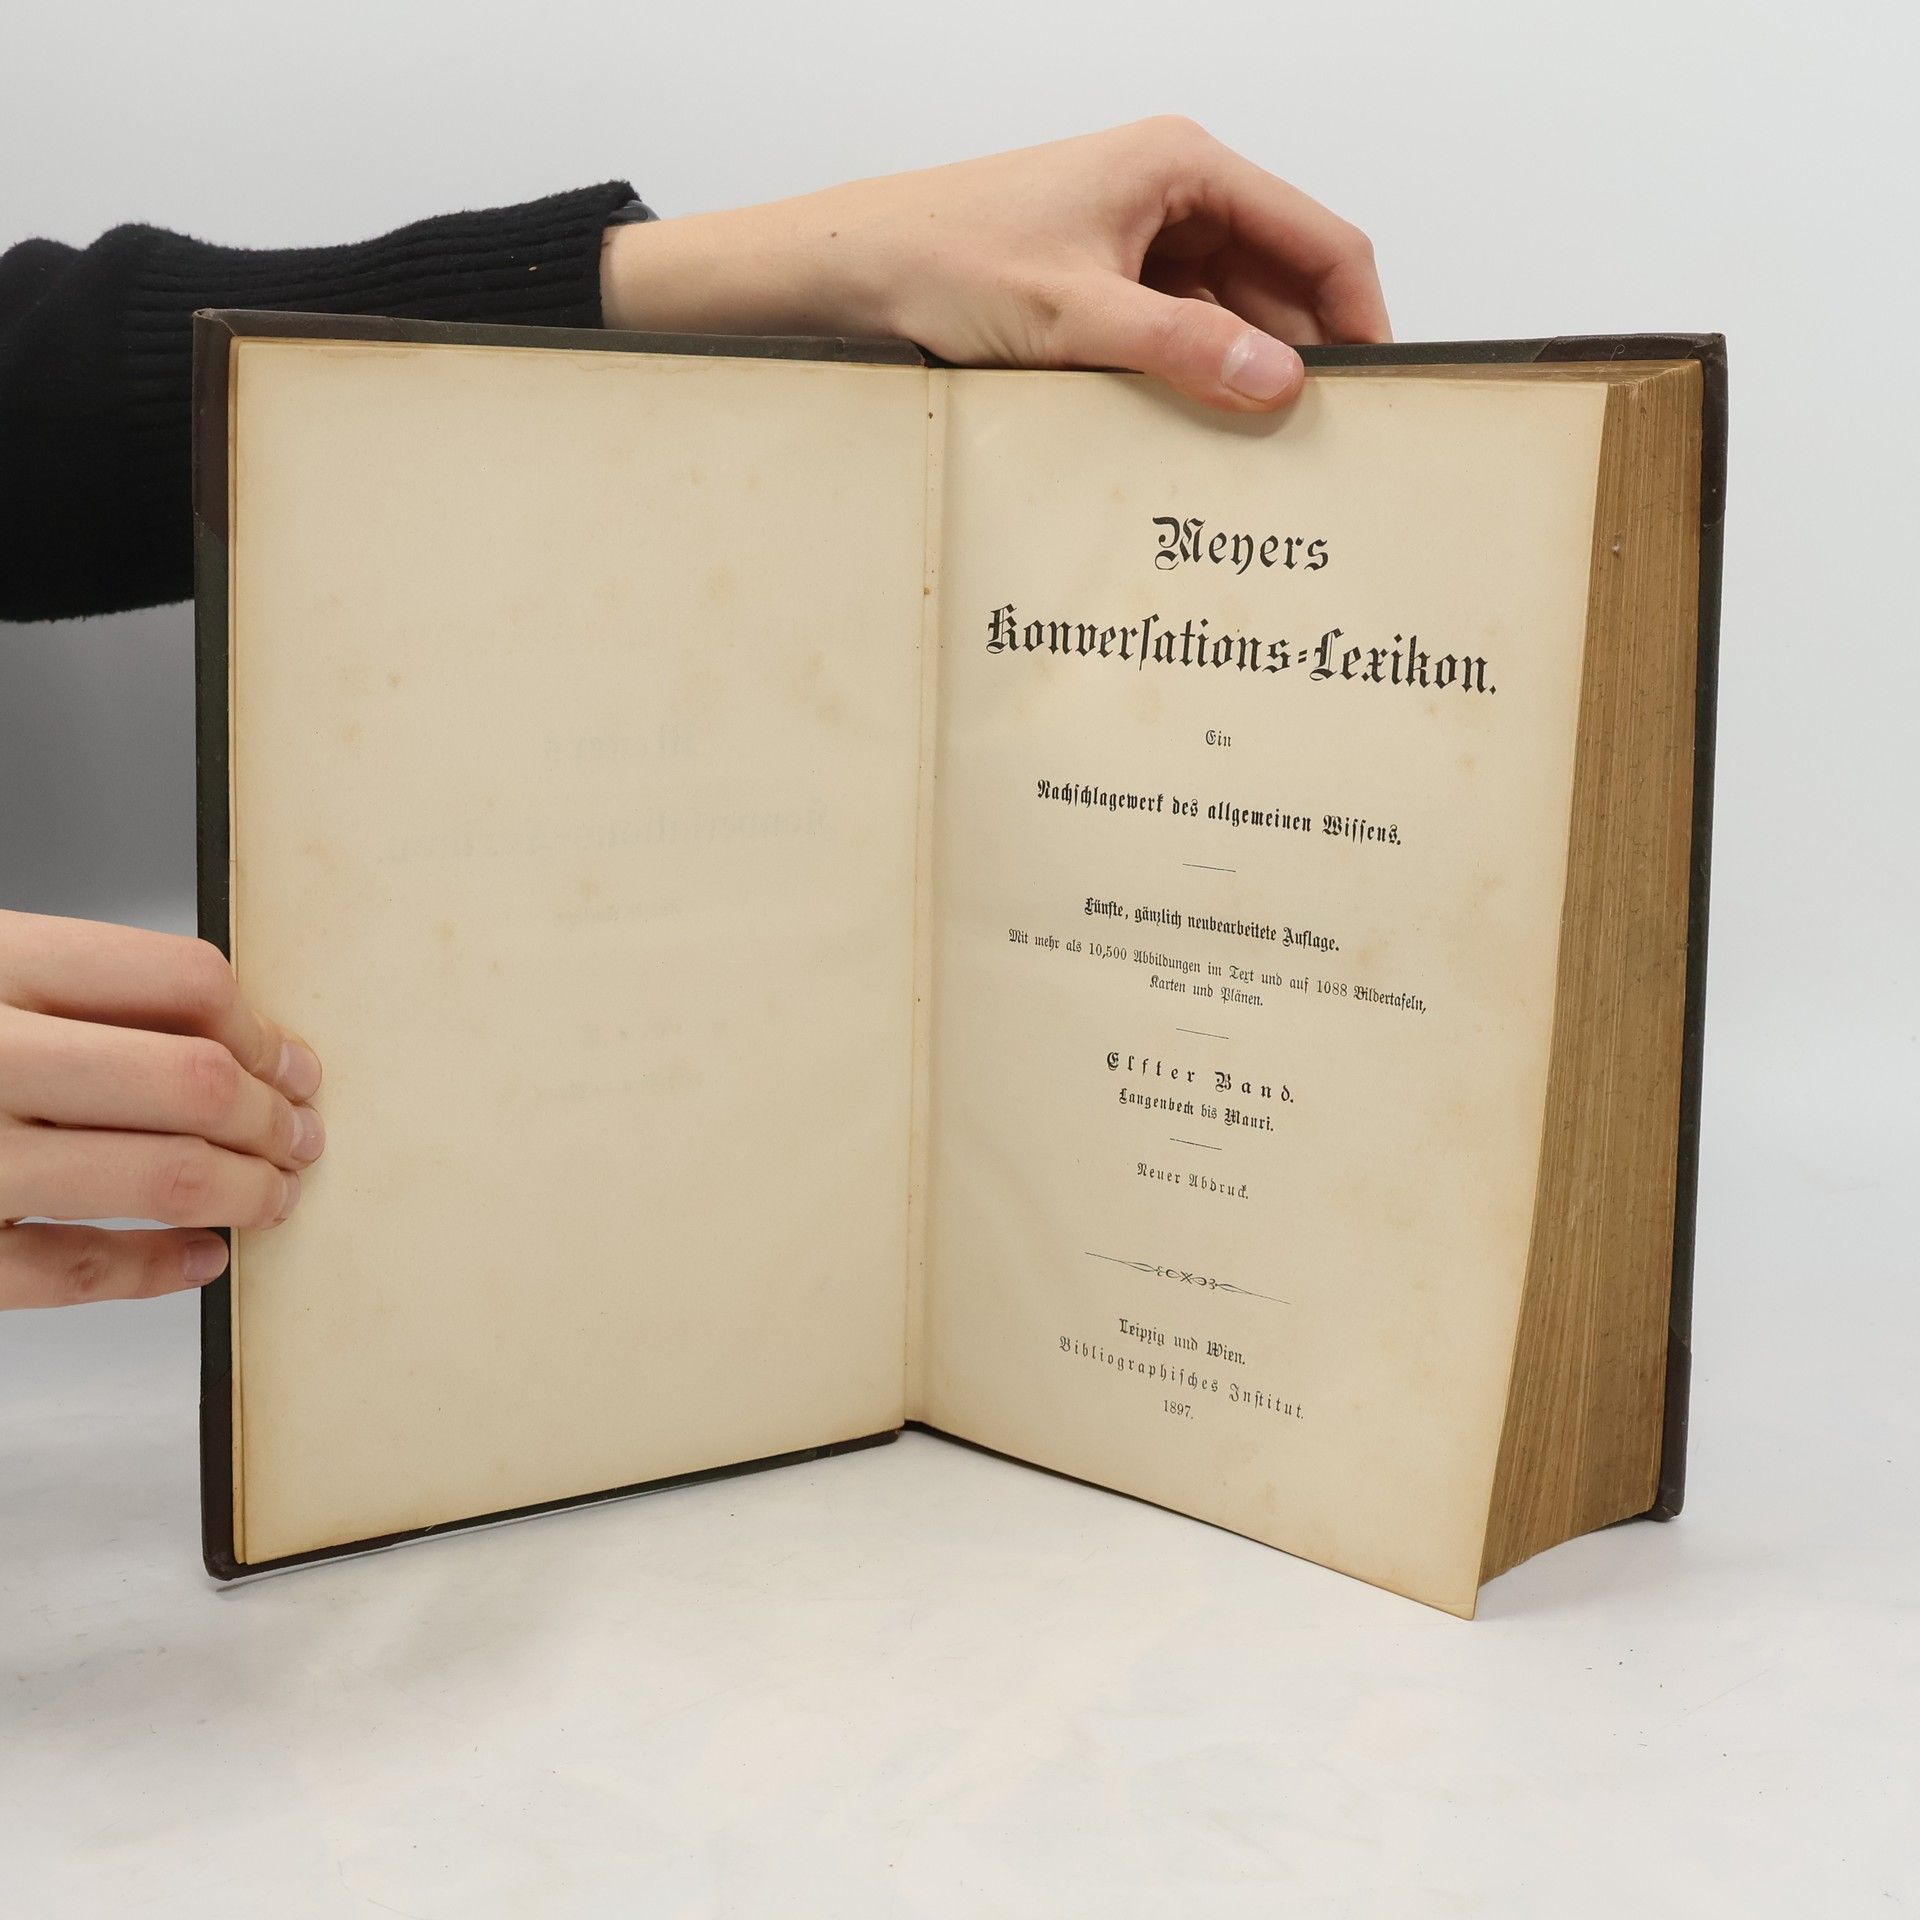 Meyers
Konverſations-Lexikon.
Ein
Nachſchlagewerk des allgemeinen Wiſſens.
Fünfte, gänzlich neubearbeitete Auflage.
Mit mehr als 10,500 Abbildungen im Text und auf 1088 Bildertafeln,
Karten und Plänen.
Elfter Band.
Langenbeck bis Mauri.
Neuer Abdruck.
Leipzig und Wien.
Bibliographiſches Inſtitut.
1897.